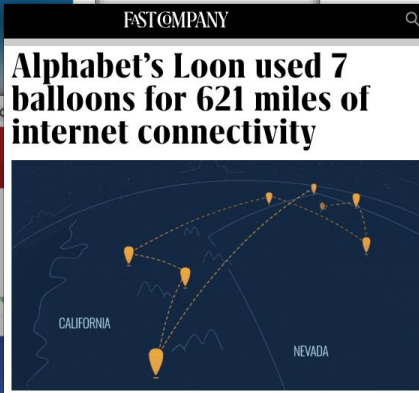 FAST COMPANY
Alphabet's Loon used 7
balloons for 621 miles of
internet connectivity
CALIFORNIA
NEVADA